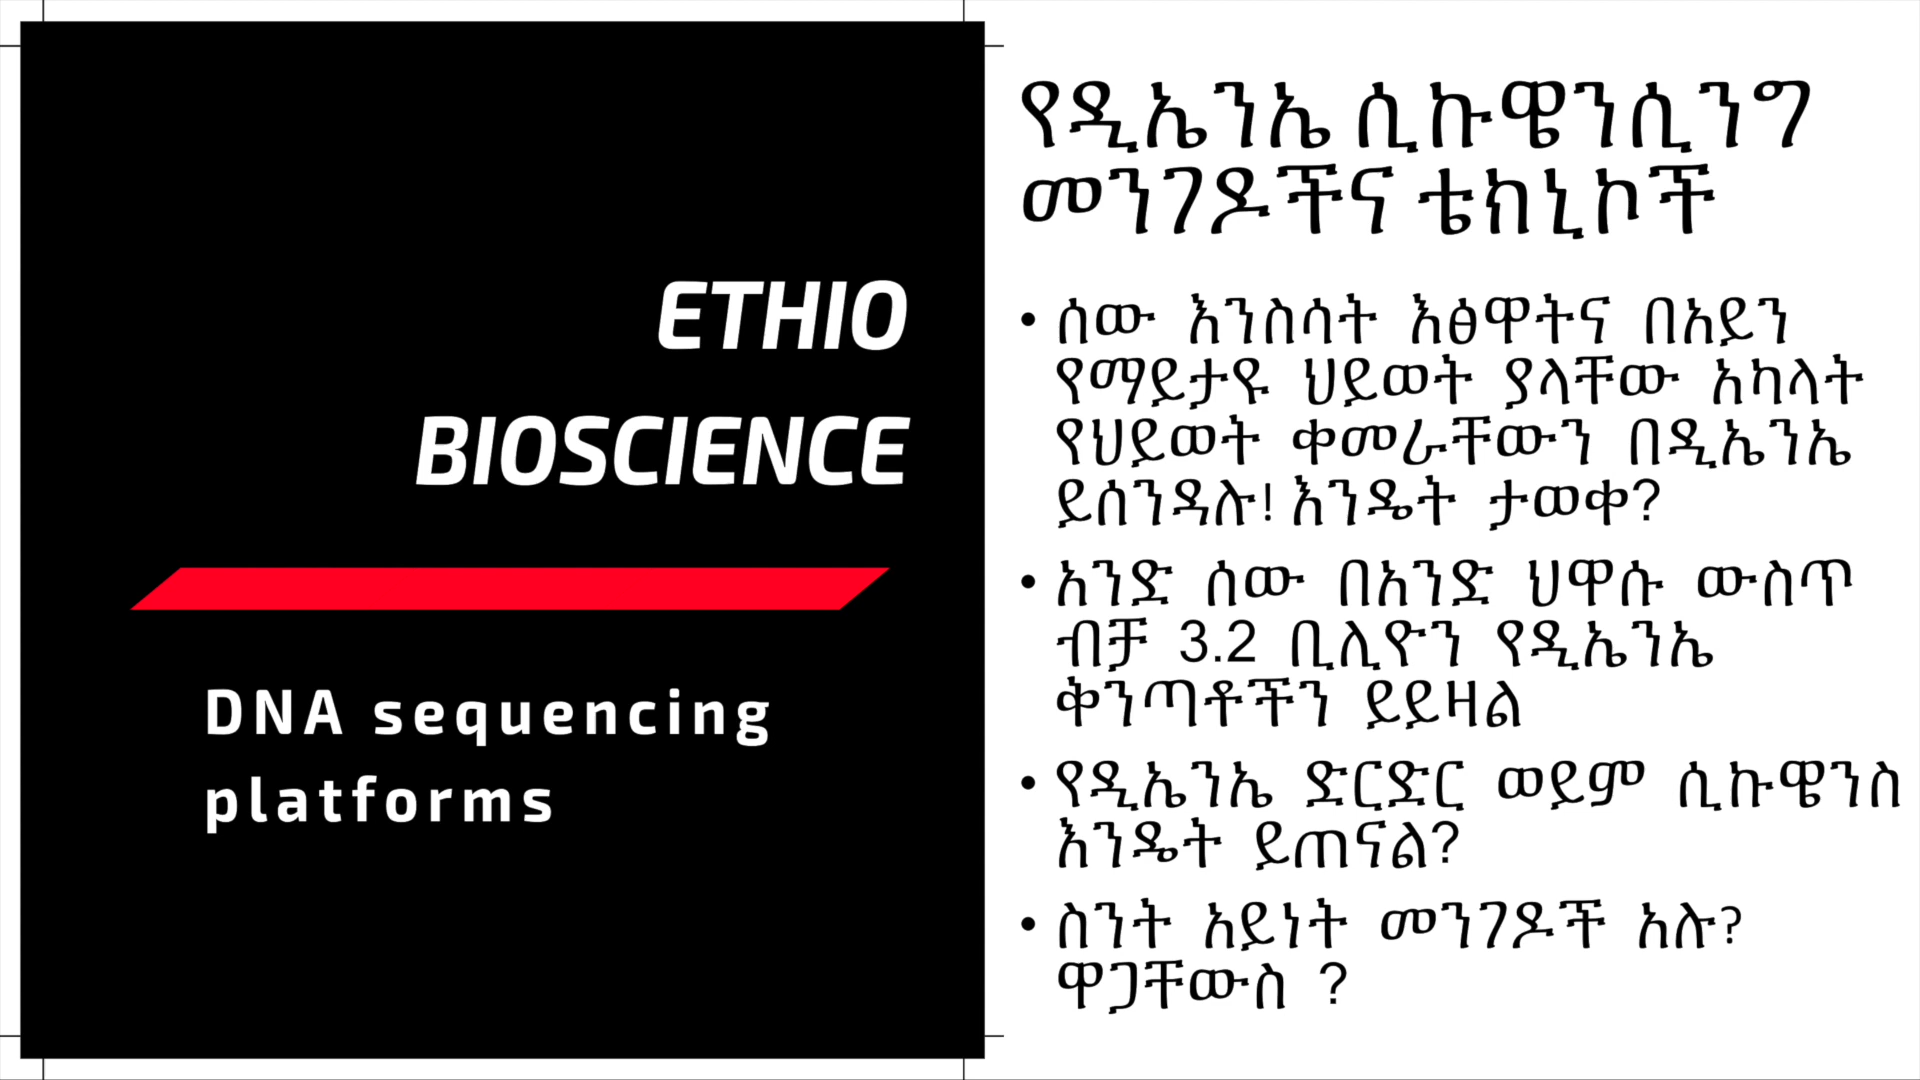 ETHIO
BIOSCIENCE
DNA sequencing
platforms
የዲኤንኤ ሲኩዌንሲንግ
መንገዶችና ቴክኒኮች
• ሰው እንስሳት እፅዋትና በአይን
የማይታዩ ህይወት ያላቸው አካላት
የህይወት ቀመራቸውን በዲኤንኤ
ይሰንዳሉ! እንዴት ታወቀ?
• አንድ ሰው በአንድ ህዋሱ ውስጥ
ብቻ 3.2 ቢሊዮን የዲኤንኤ
ቅንጣቶችን ይይዛል
• የዲኤንኤ ድርድር ወይም ሲኩዌንስ
እንዴት ይጠናል?
• ስንት አይነት መንገዶች አሉ?
ዋጋቸውስ ?